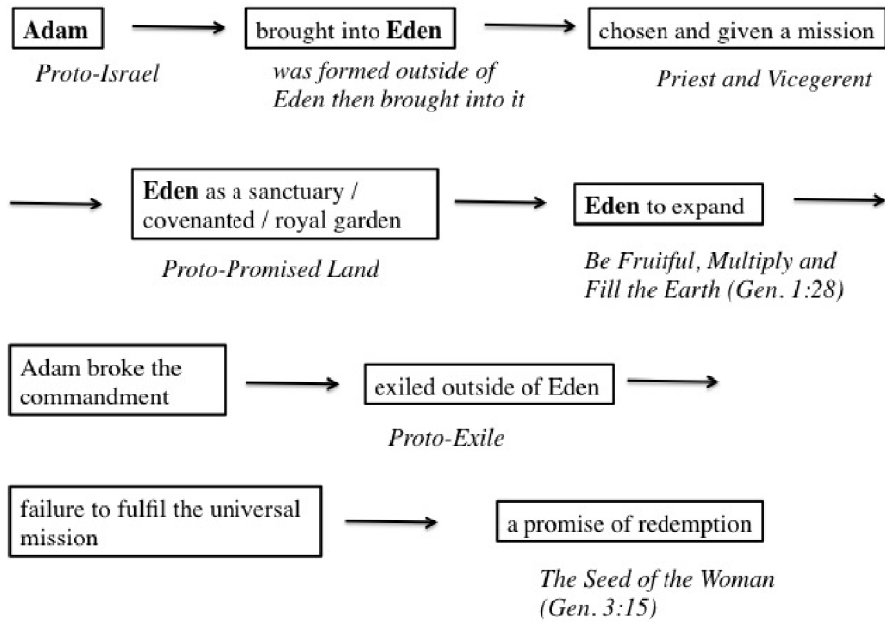 Adam
brought into Eden
chosen and given a mission
Proto-Israel
was formed outside of
Eden then brought into it
Priest and Vicegerent
Eden as a sanctuary /
covenanted / royal garden
Eden to expand
Proto-Promised Land
Be Fruitful, Multiply and
Fill the Earth (Gen. 1:28)
Adam broke the
commandment
exiled outside of Eden
Proto-Exile
failure to fulfil the universal
mission
a promise of redemption
The Seed of the Woman
(Gen. 3:15)